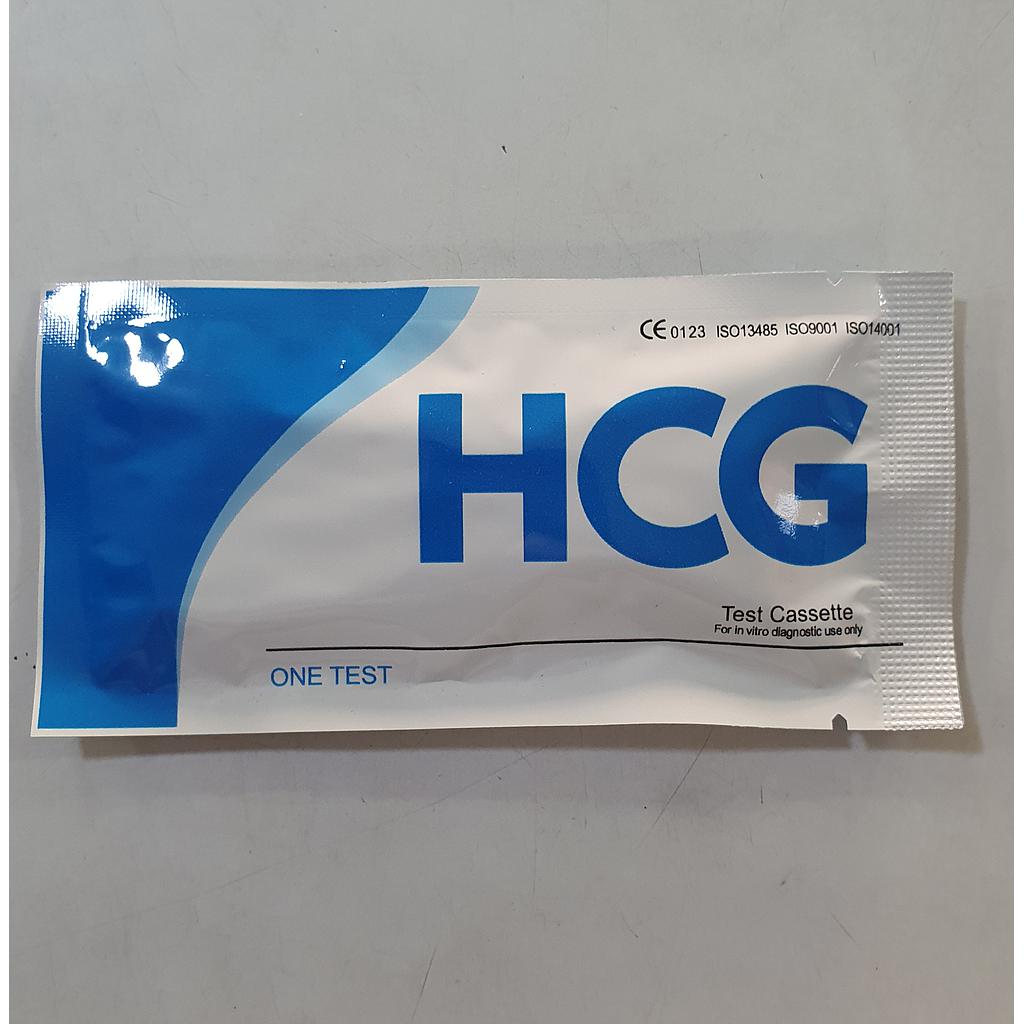 CE 0123 ISO13485 ISO9001 ISO14001
HCG
Test Cassette
For in vitro diagnostic use only
ONE TEST